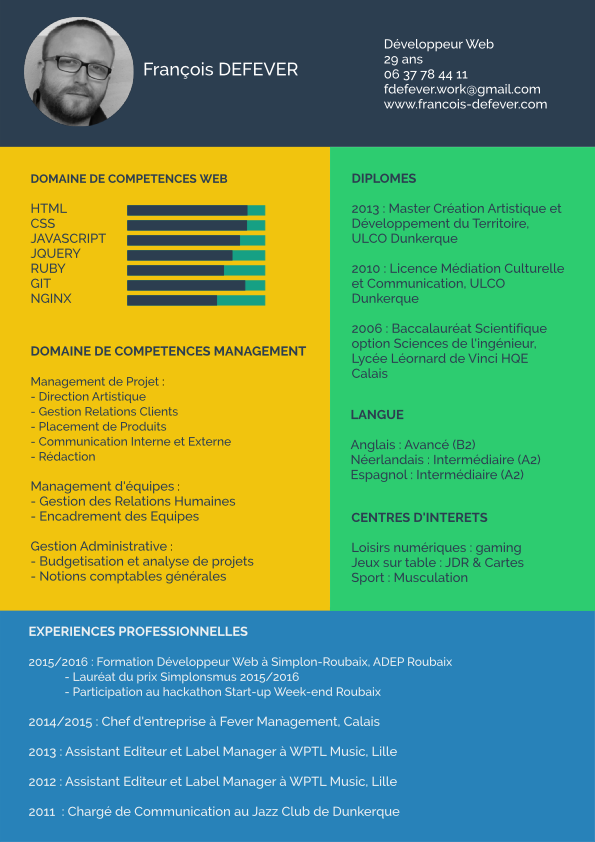 François DEFEVER
Développeur Web
29 ans
06 37 78 44 11
fdefever.work@gmail.com
www.francois-defever.com
DOMAINE DE COMPETENCES WEB
HTML
CSS
JAVASCRIPT
JQUERY
RUBY
GIT
NGINX
DOMAINE DE COMPETENCES MANAGEMENT
Management de Projet :
- Direction Artistique
- Gestion Relations Clients
- Placement de Produits
- Communication Interne et Externe
- Rédaction
Management d'équipes :
- Gestion des Relations Humaines
- Encadrement des Equipes
Gestion Administrative :
- Budgetisation et analyse de projets
- Notions comptables générales
DIPLOMES
2013 : Master Création Artistique et
Développement du Territoire,
ULCO Dunkerque
2010 : Licence Médiation Culturelle
et Communication, ULCO
Dunkerque
2006 : Baccalauréat Scientifique
option Sciences de l'ingénieur,
Lycée Léornard de Vinci HQE
Calais
LANGUE
Anglais : Avancé (B2)
Néerlandais : Intermédiaire (A2)
Espagnol : Intermédiaire (A2)
CENTRES D'INTERETS
Loisirs numériques : gaming
Jeux sur table : JDR & Cartes
Sport : Musculation
EXPERIENCES PROFESSIONNELLES
2015/2016 : Formation Développeur Web à Simplon-Roubaix, ADEP Roubaix
- Lauréat du prix Simplonsmus 2015/2016
- Participation au hackathon Start-up Week-end Roubaix
2014/2015 : Chef d'entreprise à Fever Management, Calais
2013 : Assistant Editeur et Label Manager à WPTL Music, Lille
2012 : Assistant Editeur et Label Manager à WPTL Music, Lille
2011 : Chargé de Communication au Jazz Club de Dunkerque